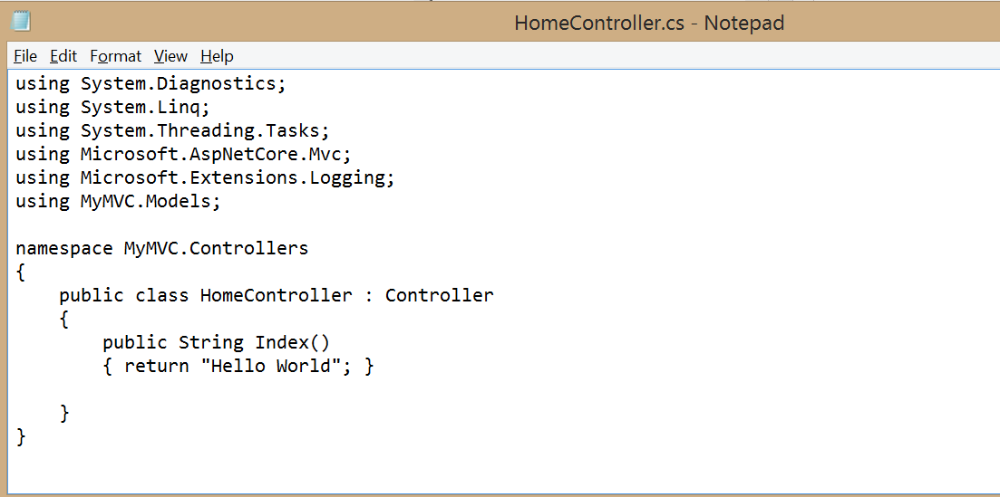 HomeController.cs - Notepad
File Edit Format View Help
using System.Diagnostics;
using System.Linq;
using System.Threading.Tasks;
using Microsoft.AspNetCore.Mvc;
using Microsoft.Extensions.Logging;
using MyMVC.Models;

namespace MyMVC.Controllers
{
    public class HomeController : Controller
    {
        public String Index()
        { return "Hello World"; }

    }
}